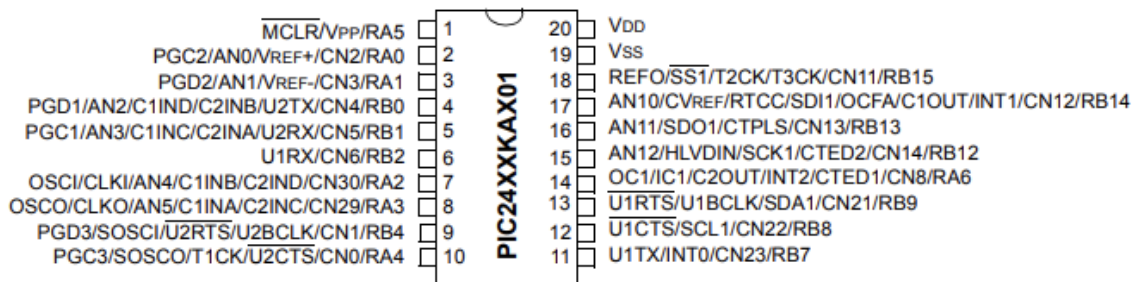 MCLR/VPP/RA5 1
PGC2/AN0/VREF+/CN2/RA0 2
PGD2/AN1/VREF-/CN3/RA1 3
PGD1/AN2/C1IND/C2INB/U2TX/CN4/RB0 4
PGC1/AN3/C1INC/C2INA/U2RX/CN5/RB1 5
U1RX/CN6/RB2 6
OSCI/CLKI/AN4/C1INB/C2IND/CN30/RA2 7
OSCO/CLKO/AN5/C1INA/C2INC/CN29/RA3 8
PGD3/SOSCI/U2RTS/U2BCLK/CN1/RB4 9
PGC3/SOSCO/T1CK/U2CTS/CN0/RA4 10
PIC24XXKAX01
20 VDD
19 VSS
18 REFO/SS1/T2CK/T3CK/CN11/RB15
17 AN10/CVREF/RTCC/SDI1/OCFA/C1OUT/INT1/CN12/RB14
16 AN11/SDO1/CTPLS/CN13/RB13
15 AN12/HLVDIN/SCK1/CTED2/CN14/RB12
14 OC1/IC1/C2OUT/INT2/CTED1/CN8/RA6
13 U1RTS/U1BCLK/SDA1/CN21/RB9
12 U1CTS/SCL1/CN22/RB8
11 U1TX/INT0/CN23/RB7